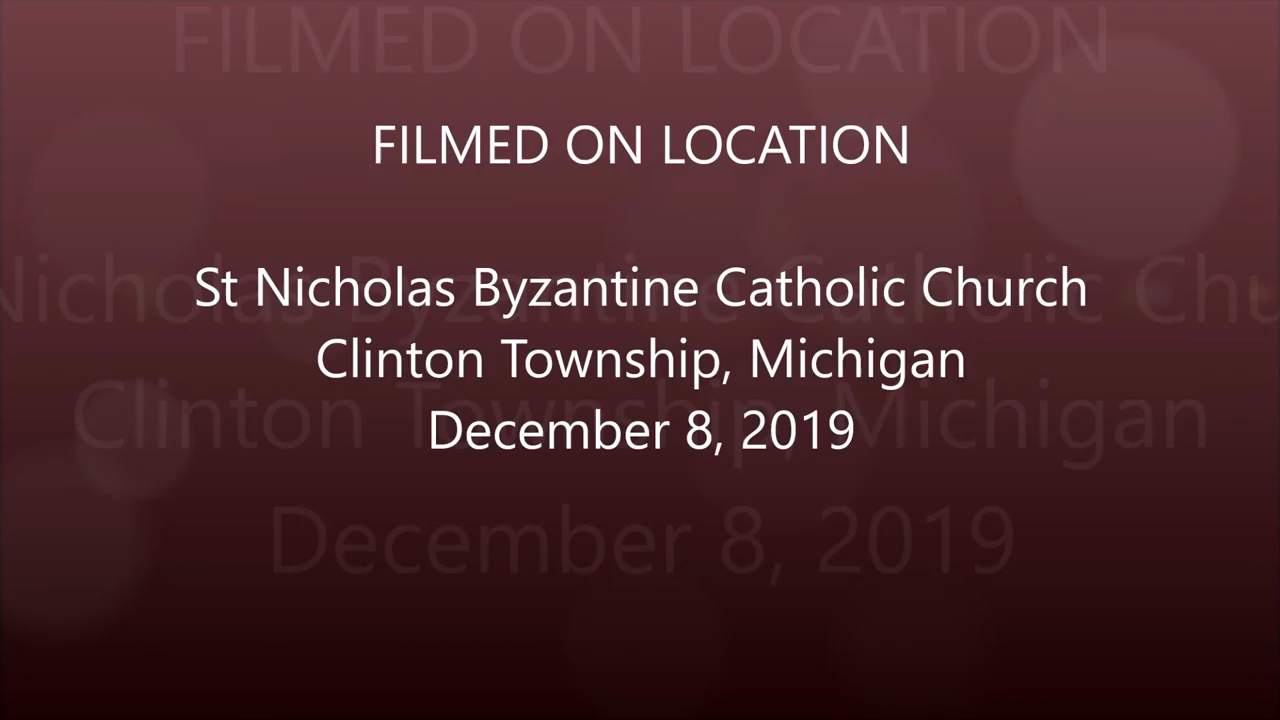 FILMED ON LOCATION
St Nicholas Byzantine Catholic Church
Clinton Township, Michigan
December 8, 2019